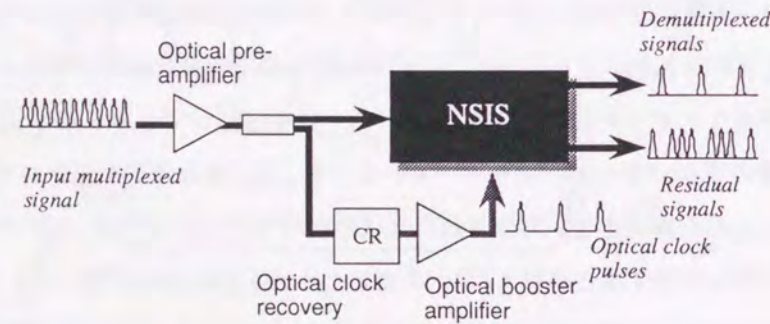 Demultiplexed
signals
Optical pre-
amplifier
NSIS
Input multiplexed
signal
Residual
signals
CR
Optical clock
pulses
Optical clock
recovery
Optical booster
amplifier